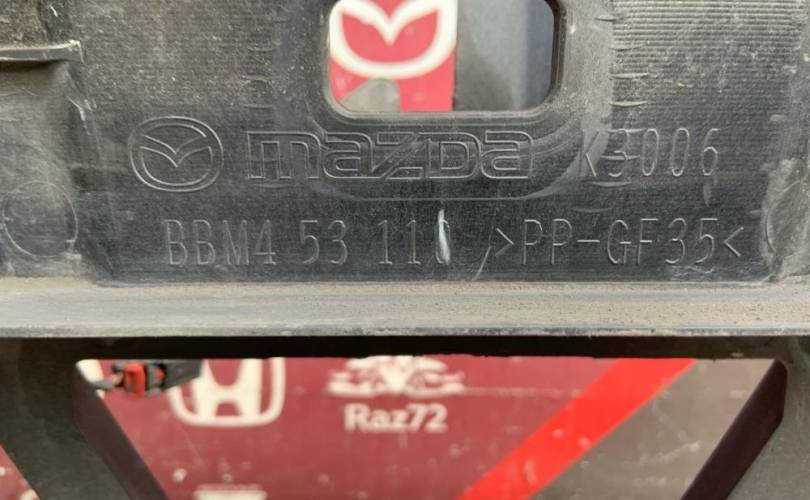 mazda K3006
BBM4 53 110 >PP-GF35<
Raz72